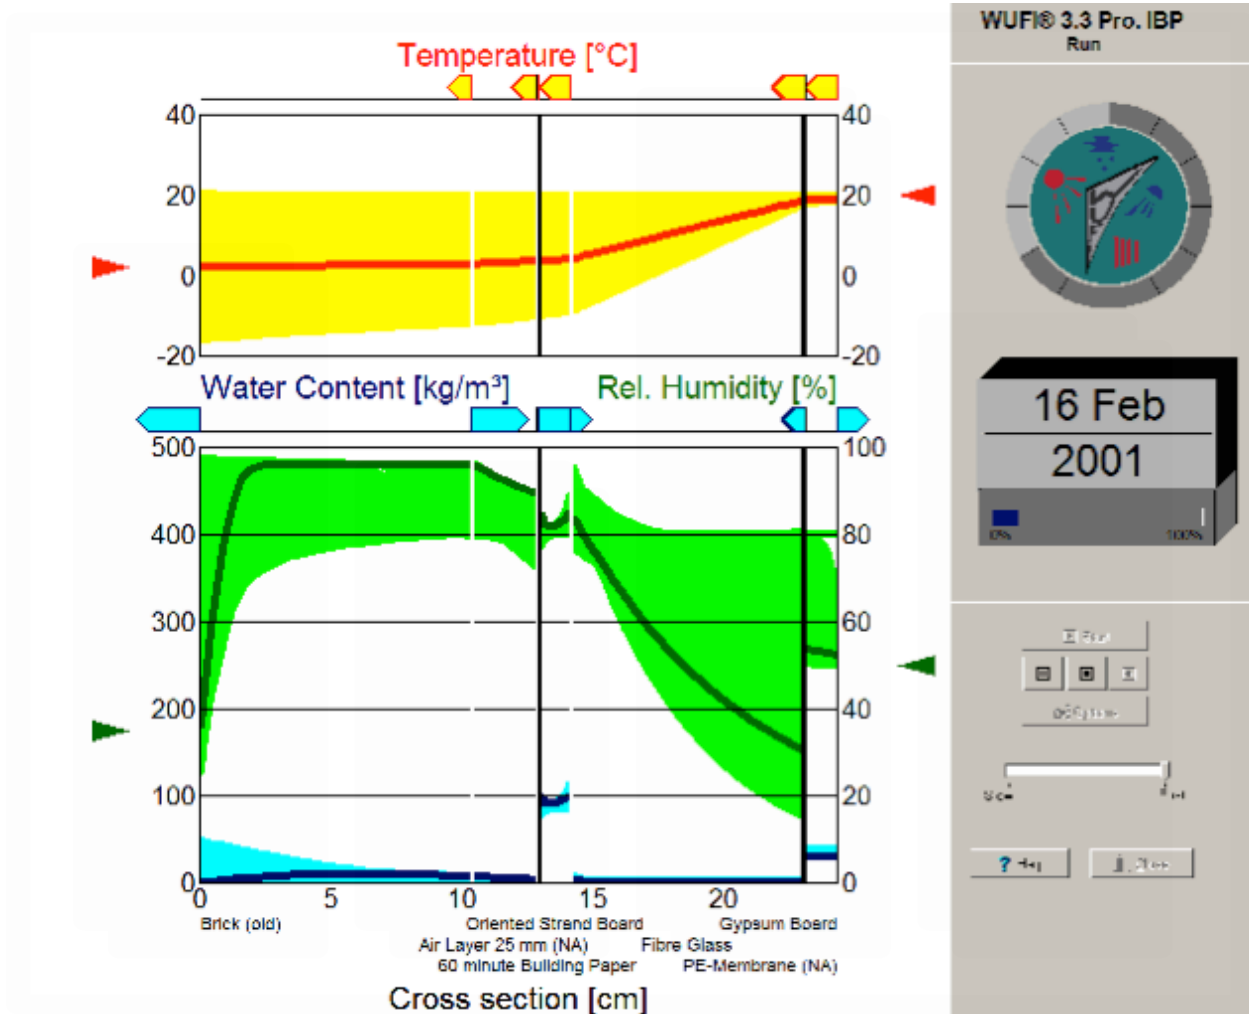 WUFI® 3.3 Pro. IBP
Run
Temperature [°C]
40 40
20 20
0 0
-20 -20
Water Content [kg/m³] Rel. Humidity [%]
16 Feb
2001
0% 100%
500 100
400 80
300 60
200 40
100 20
0 0
0 5 10 15 20
Brick (old) Oriented Strand Board Gypsum Board
Air Layer 25 mm (NA) Fibre Glass
60 minute Building Paper PE-Membrane (NA)
Cross section [cm]
?